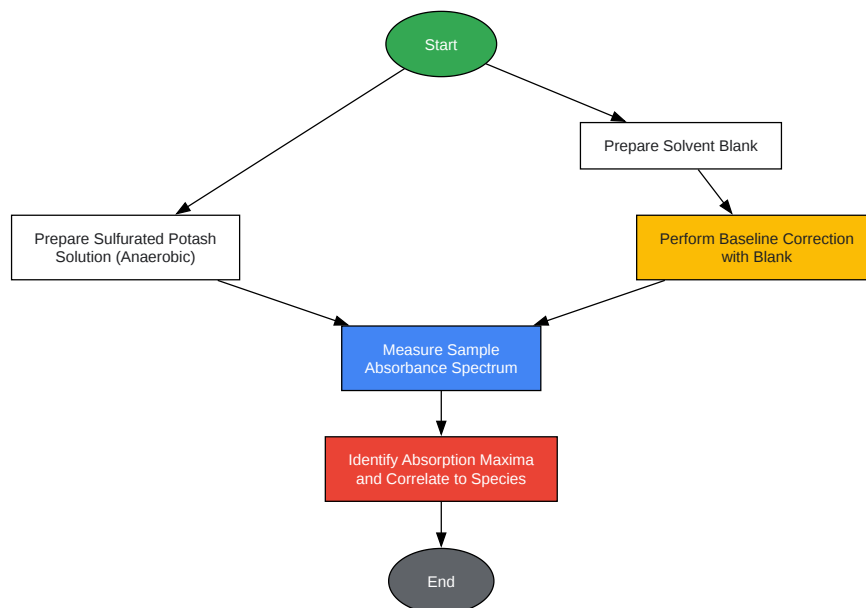 Start
Prepare Solvent Blank
Prepare Sulfurated Potash
Solution (Anaerobic)
Perform Baseline Correction
with Blank
Measure Sample
Absorbance Spectrum
Identify Absorption Maxima
and Correlate to Species
End